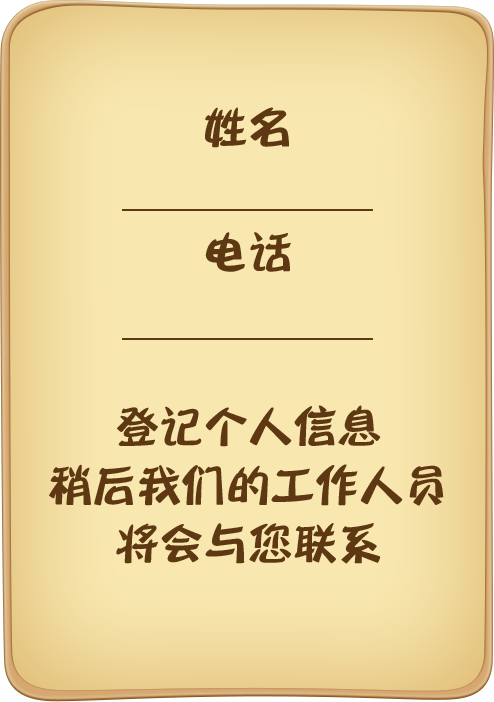 姓名
电话
登记个人信息
稍后我们的工作人员
将会与您联系